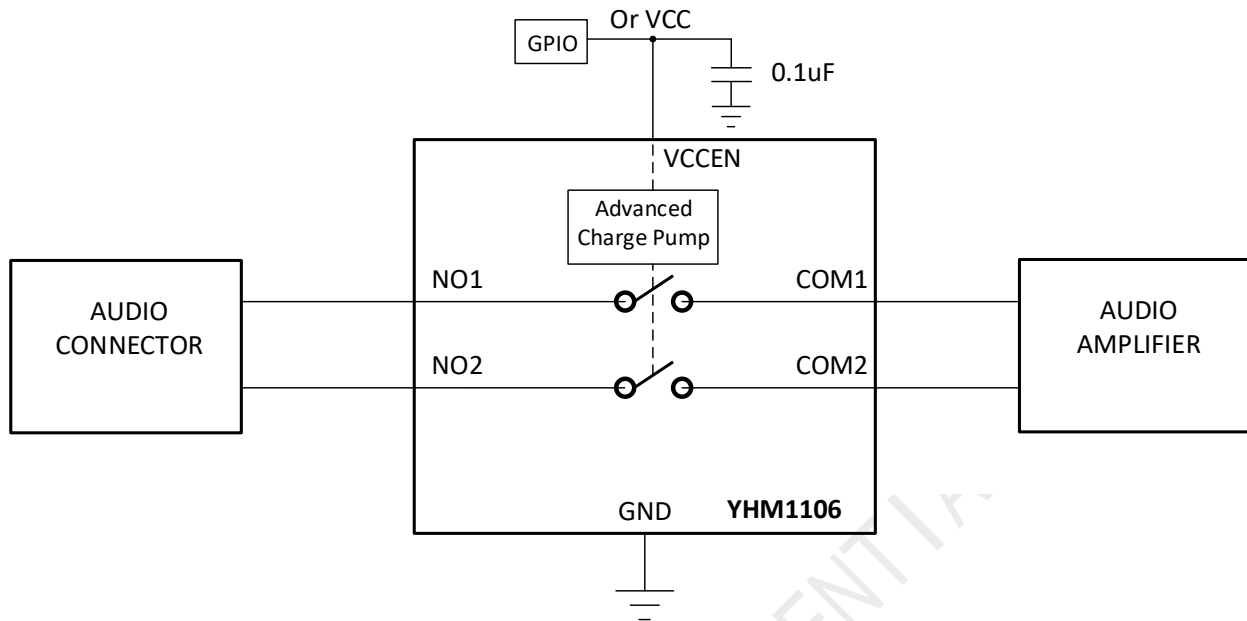 Or VCC
GPIO
0.1uF
VCCEN
Advanced
Charge Pump
NO1
COM1
AUDIO
CONNECTOR
AUDIO
AMPLIFIER
NO2
COM2
GND
YHM1106